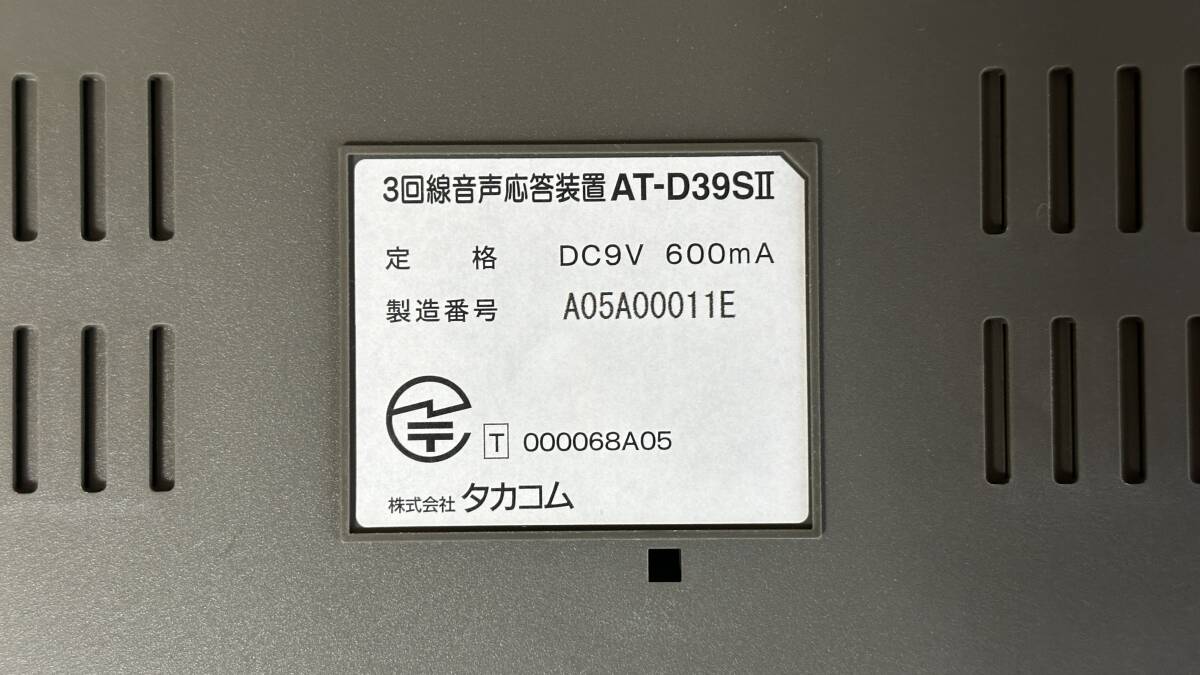 3回線音声応答装置 AT-D39SⅡ
定 格 DC9V 600mA
製造番号 A05A00011E
T 000068A05
株式会社 タカコム